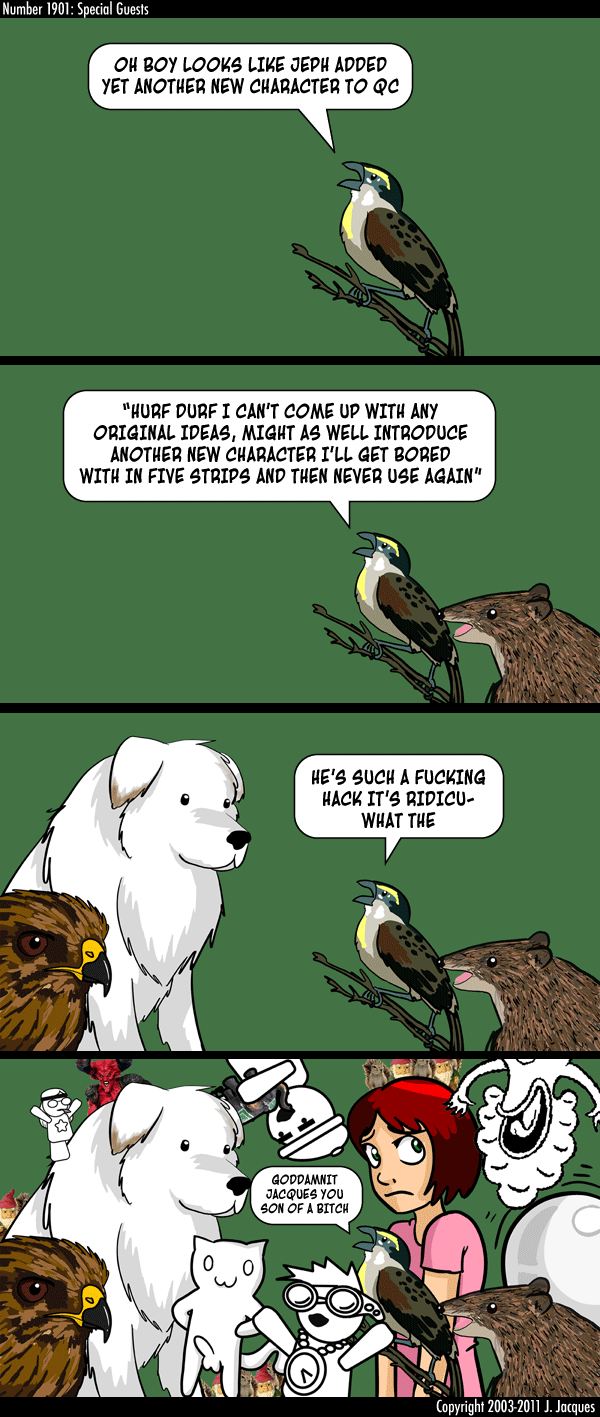 Number 1901: Special Guests
OH BOY LOOKS LIKE JEPH ADDED
YET ANOTHER NEW CHARACTER TO QC
"HURF DURF I CAN'T COME UP WITH ANY
ORIGINAL IDEAS, MIGHT AS WELL INTRODUCE
ANOTHER NEW CHARACTER I'LL GET BORED
WITH IN FIVE STRIPS AND THEN NEVER USE AGAIN"
HE'S SUCH A FUCKING
HACK IT'S RIDICU-
WHAT THE
GODDAMNIT
JACQUES YOU
SON OF A BITCH
Copyright 2003-2011 J. Jacques